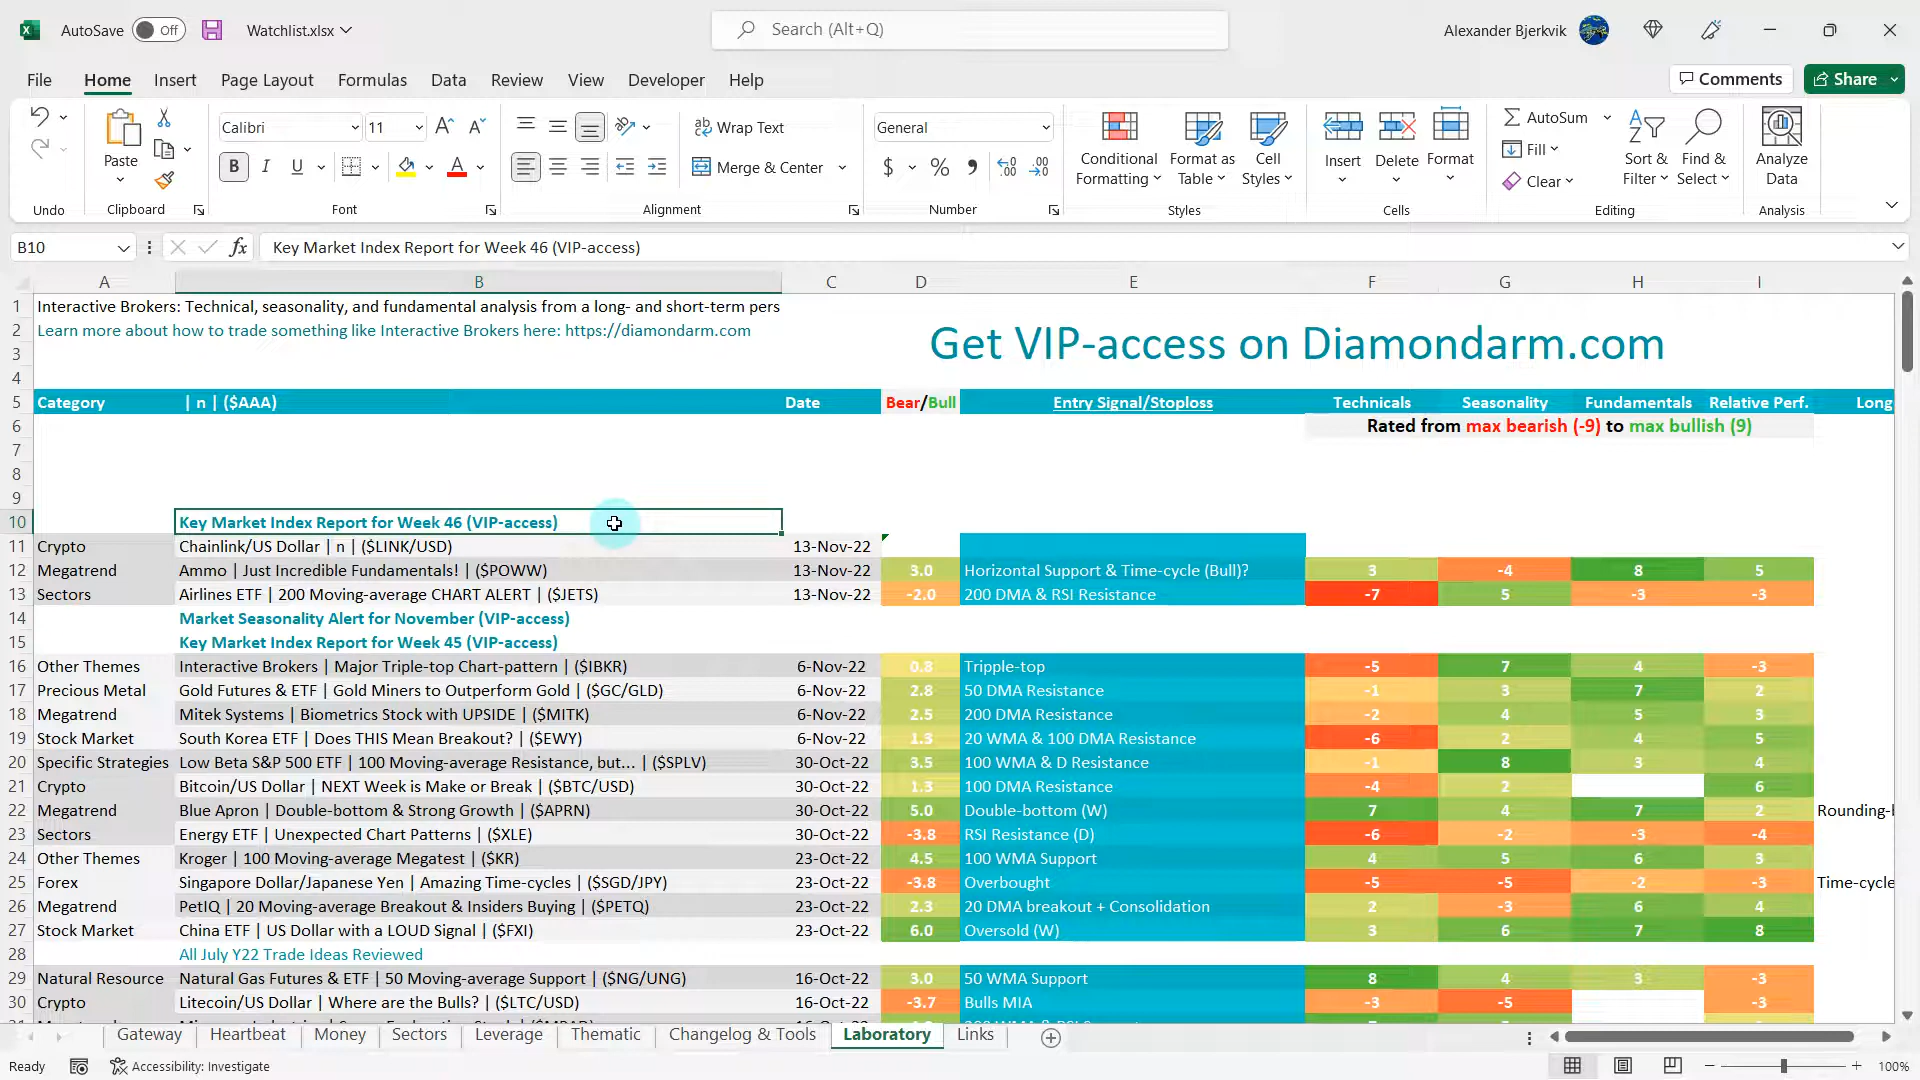 AutoSave Off Watchlist.xlsx Search (Alt+Q) Alexander Bjerkvik
File Home Insert Page Layout Formulas Data Review View Developer Help Comments Share
Calibri 11 Wrap Text General AutoSum
Paste B I U Merge & Center $ % Conditional Formatting Format as Table Cell Styles Insert Delete Format Fill Clear Sort & Filter Find & Select Analyze Data
Undo Clipboard Font Alignment Number Styles Cells Editing Analysis
B10 fx Key Market Index Report for Week 46 (VIP-access)
A B C D E F G H I
1 Interactive Brokers: Technical, seasonality, and fundamental analysis from a long- and short-term pers
2 Learn more about how to trade something like Interactive Brokers here: https://diamondarm.com
3 Get VIP-access on Diamondarm.com
4
5 Category | n | ($AAA) Date Bear/Bull Entry Signal/Stoploss Technicals Seasonality Fundamentals Relative Perf. Long
6 Rated from max bearish (-9) to max bullish (9)
7
8
9
10 Key Market Index Report for Week 46 (VIP-access)
11 Crypto Chainlink/US Dollar | n | ($LINK/USD) 13-Nov-22
12 Megatrend Ammo | Just Incredible Fundamentals! | ($POWW) 13-Nov-22 3.0 Horizontal Support & Time-cycle (Bull)? 3 -4 8 5
13 Sectors Airlines ETF | 200 Moving-average CHART ALERT | ($JETS) 13-Nov-22 -2.0 200 DMA & RSI Resistance -7 5 -3 -3
14 Market Seasonality Alert for November (VIP-access)
15 Key Market Index Report for Week 45 (VIP-access)
16 Other Themes Interactive Brokers | Major Triple-top Chart-pattern | ($IBKR) 6-Nov-22 0.8 Tripple-top -5 7 4 -3
17 Precious Metal Gold Futures & ETF | Gold Miners to Outperform Gold | ($GC/GLD) 6-Nov-22 2.8 50 DMA Resistance -1 3 7 2
18 Megatrend Mitek Systems | Biometrics Stock with UPSIDE | ($MITK) 6-Nov-22 2.5 200 DMA Resistance -2 4 5 3
19 Stock Market South Korea ETF | Does THIS Mean Breakout? | ($EWY) 6-Nov-22 1.3 20 WMA & 100 DMA Resistance -6 2 4 5
20 Specific Strategies Low Beta S&P 500 ETF | 100 Moving-average Resistance, but... | ($SPLV) 30-Oct-22 3.5 100 WMA & D Resistance -1 8 3 4
21 Crypto Bitcoin/US Dollar | NEXT Week is Make or Break | ($BTC/USD) 30-Oct-22 1.3 100 DMA Resistance -4 2 6
22 Megatrend Blue Apron | Double-bottom & Strong Growth | ($APRN) 30-Oct-22 5.0 Double-bottom (W) 7 4 7 2 Rounding-b
23 Sectors Energy ETF | Unexpected Chart Patterns | ($XLE) 30-Oct-22 -3.8 RSI Resistance (D) -6 -2 -3 -4
24 Other Themes Kroger | 100 Moving-average Megatest | ($KR) 23-Oct-22 4.5 100 WMA Support 4 5 6 3
25 Forex Singapore Dollar/Japanese Yen | Amazing Time-cycles | ($SGD/JPY) 23-Oct-22 -3.8 Overbought -5 -5 -2 -3 Time-cycle
26 Megatrend PetIQ | 20 Moving-average Breakout & Insiders Buying | ($PETQ) 23-Oct-22 2.3 20 DMA breakout + Consolidation 2 -3 6 4
27 Stock Market China ETF | US Dollar with a LOUD Signal | ($FXI) 23-Oct-22 6.0 Oversold (W) 3 6 7 8
28 All July Y22 Trade Ideas Reviewed
29 Natural Resource Natural Gas Futures & ETF | 50 Moving-average Support | ($NG/UNG) 16-Oct-22 3.0 50 WMA Support 8 4 3 -3
30 Crypto Litecoin/US Dollar | Where are the Bulls? | ($LTC/USD) 16-Oct-22 -3.7 Bulls MIA -3 -5 -3
Gateway Heartbeat Money Sectors Leverage Thematic Changelog & Tools Laboratory Links
Ready Accessibility: Investigate 100%